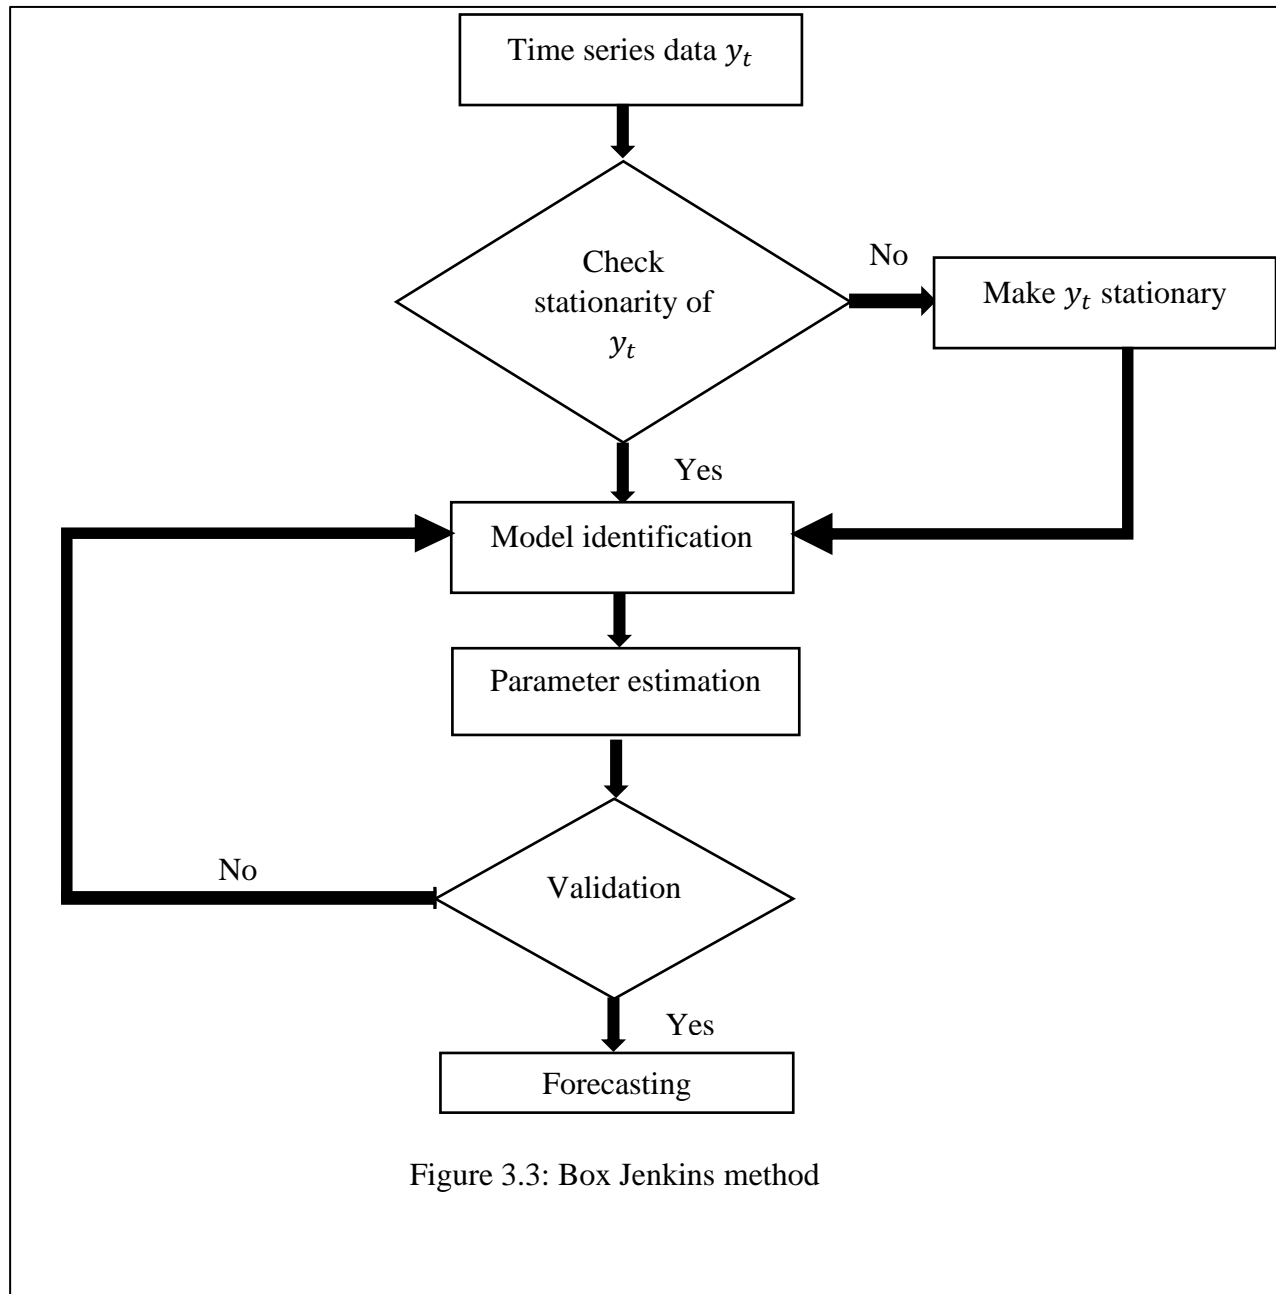 Time series data 𝑦𝑡
Check
stationarity of
𝑦𝑡
No
Make 𝑦𝑡 stationary
Yes
Model identification
Parameter estimation
Validation
No
Yes
Forecasting
Figure 3.3: Box Jenkins method